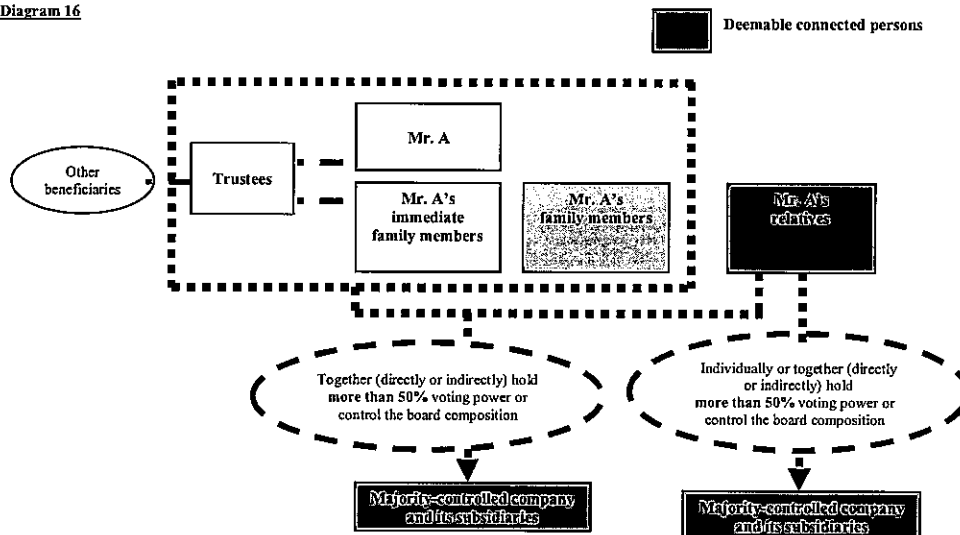 Diagram 16
Deemable connected persons
Mr. A
Other
beneficiaries
Trustees
Mr. A's
immediate
family members
Mr. A's
family members
Mr. A's
relatives
Together (directly or indirectly) hold
more than 50% voting power or
control the board composition
Individually or together (directly
or indirectly) hold
more than 50% voting power or
control the board composition
Majority-controlled company
and its subsidiaries
Majority-controlled company
and its subsidiaries